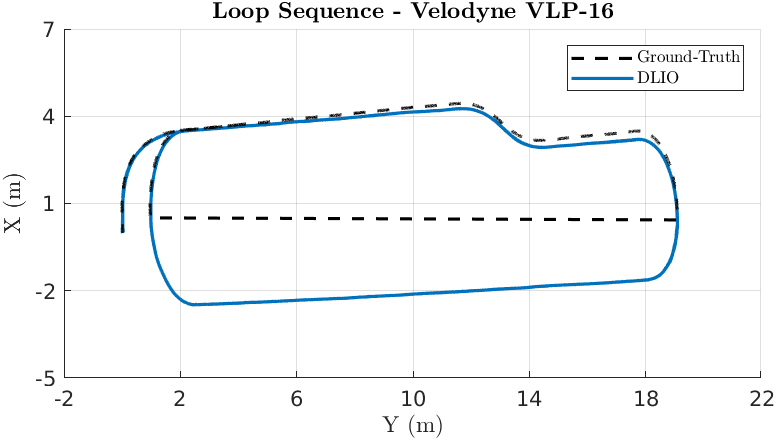 Loop Sequence - Velodyne VLP-16
Ground-Truth
DLIO
7
4
1
-2
-5
X (m)
-2
2
6
10
14
18
22
Y (m)